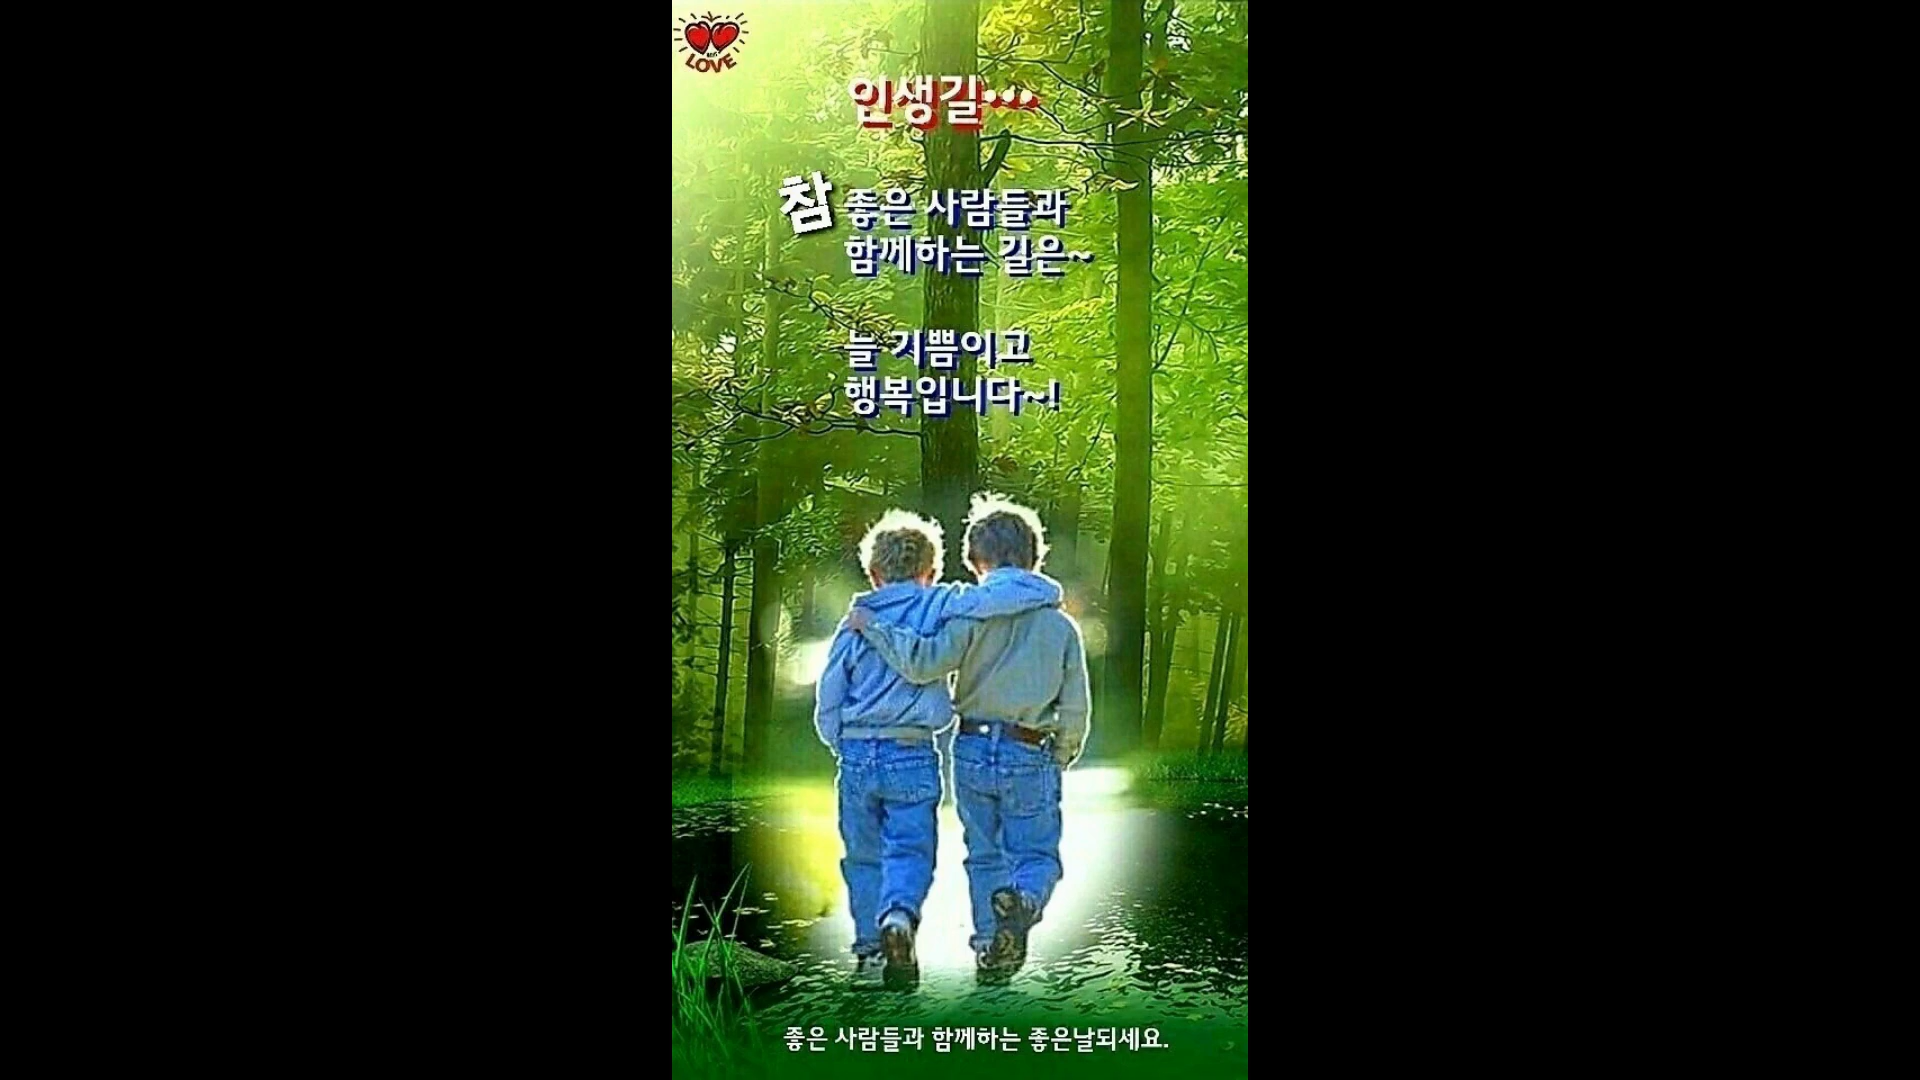 LOVE
인생길•••
참 좋은 사람들과
함께하는 길은~
늘 기쁨이고
행복입니다~!
좋은 사람들과 함께하는 좋은날되세요.